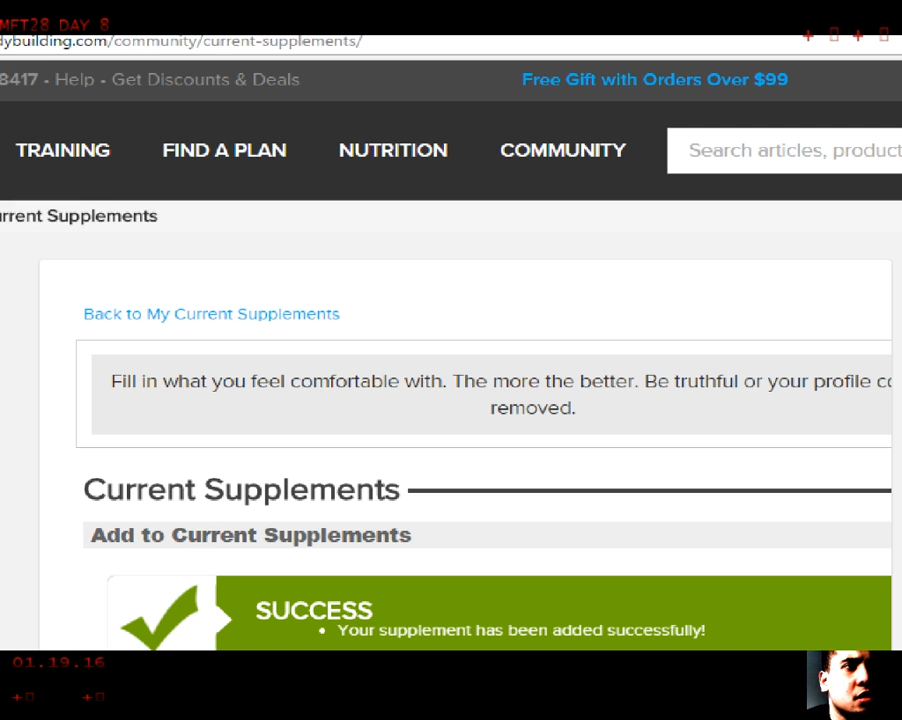 MFT28 DAY 8
dybuilding.com/community/current-supplements/
8417 - Help - Get Discounts & Deals
Free Gift with Orders Over $99
TRAINING FIND A PLAN NUTRITION COMMUNITY Search articles, product
urrent Supplements
Back to My Current Supplements
Fill in what you feel comfortable with. The more the better. Be truthful or your profile co
removed.
Current Supplements
Add to Current Supplements
SUCCESS
• Your supplement has been added successfully!
01.19.16